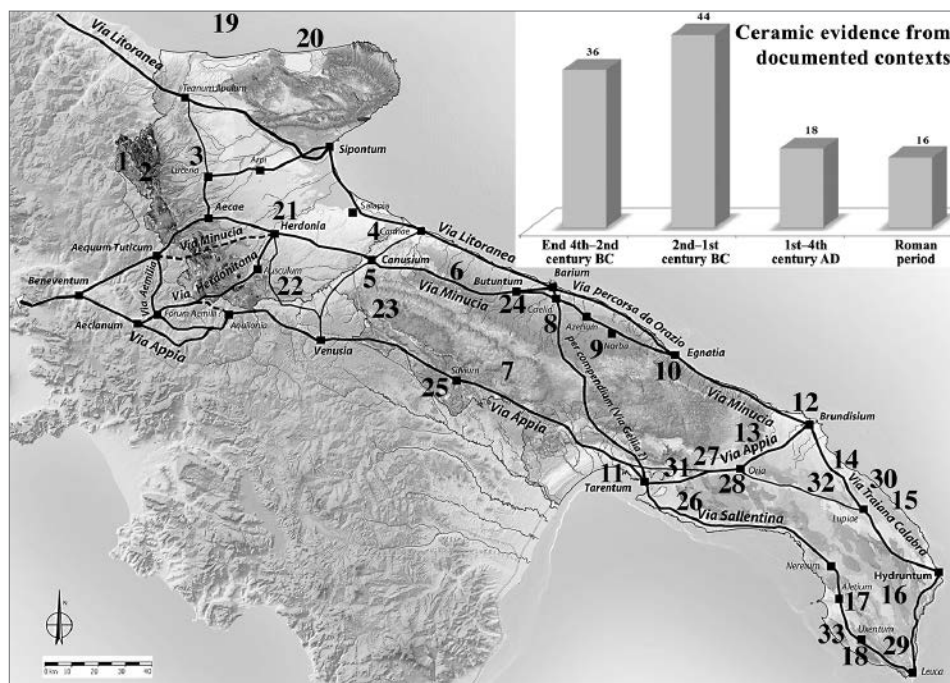 19
20
44
36
18
16
Ceramic evidence from
documented contexts
End 4th–2nd
century BC
2nd–1st
century BC
1st–4th
century AD
Roman
period
Via Litoranea
Teanum Apulum
1
2
3
Luceria
Arpi
Sipontum
Aecae
21
Herdonia
Salapia
4
Cannae
Via Litoranea
Aequum Tuticum
Via Minucia
Canusium
5
6
Beneventum
Via Aemilia
Via Herdonitana
Ausculum
22
Butuntum
24
Barium
Via percorsa da Orazio
Caelia
8
Via Minucia
23
Aeclanum
Forum Aemilii?
Aquilonia
Via Appia
Venusia
Azetium
9
Norba
Egnatia
10
Silvium
25
7
Via Appia
per compendium (Via Gellia?)
Via Minucia
12
Brundisium
13
Via Appia
27
11
Tarentum
31
28
Oria
14
30
15
32
Via Traiana Calabra
26
Via Sallentina
Lupiae
Neretum
Hydruntum
16
Aletium
17
33
Uxentum
18
29
Leuca
N
0 km
10
20
30
40